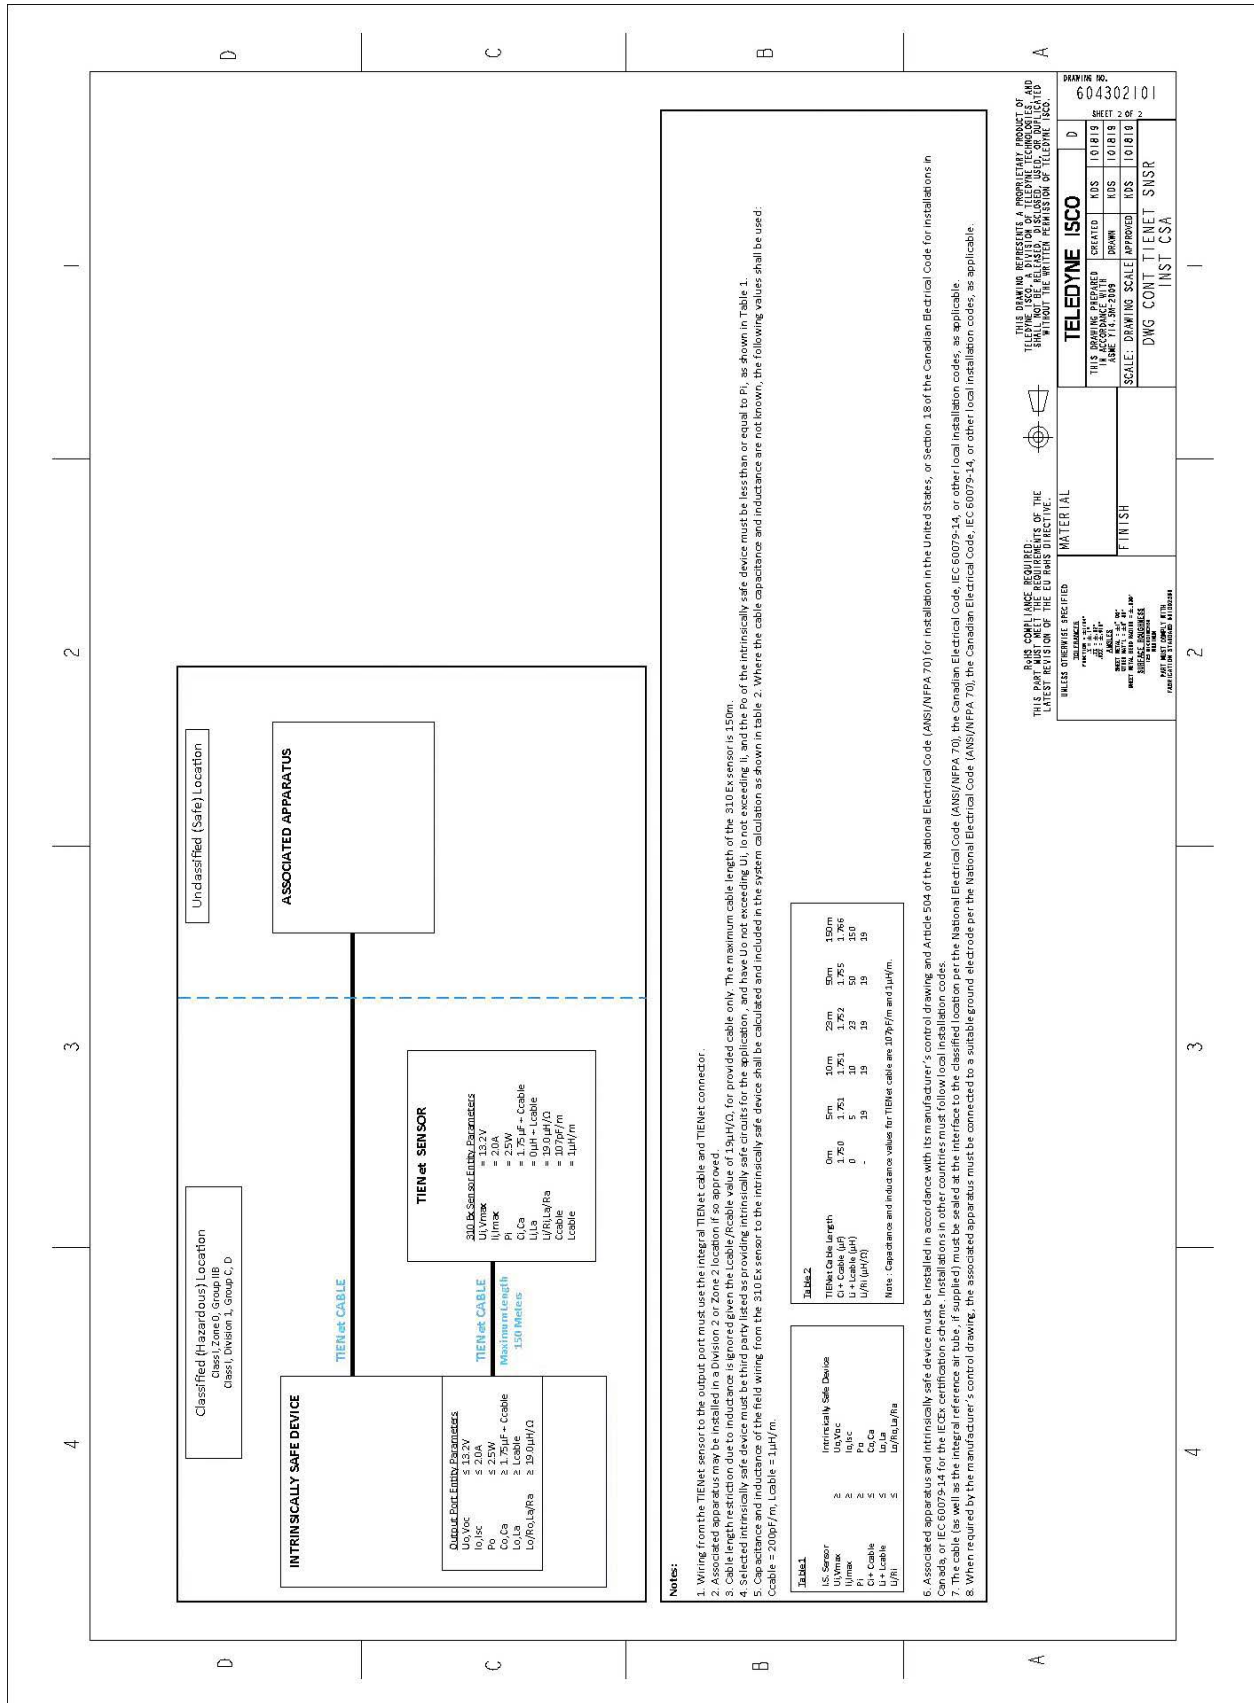 D
C
B
A
4
3
2
1
Classified (Hazardous) Location
Class I, Zone 0, Group IIB
Class I, Division 1, Group C, D
Unclassified (Safe) Location
INTRINSICALLY SAFE DEVICE
Output Port Entity Parameters
Uo,Voc ≤ 13.2V
Io,Isc ≤ 2.0A
Po ≤ 25W
Co,Ca ≥ 1.75µF + Ccable
Lo,La ≥ Lcable
Lo/Ro,La/Ra ≥ 19.0µH/Ω
TIENet CABLE
TIENet CABLE
Maximum Length
150 Meters
TIENet SENSOR
310 Ex Sensor Entity Parameters
Ui,Vmax = 13.2V
Ii,Imax = 2.0A
Pi = 25W
Ci,Ca = 1.75µF + Ccable
Li,La = 0µH + Lcable
Li/Ri,La/Ra = 19.0µH/Ω
Ccable = 107pF/m
Lcable = 1µH/m
ASSOCIATED APPARATUS
Notes:
1. Wiring from the TIENet sensor to the output port must use the integral TIENet cable and TIENet connector.
2. Associated apparatus may be installed in a Division 2 or Zone 2 location if so approved.
3. Cable length restriction due to inductance is ignored given the Lcable/Rcable value of 19µH/Ω, for provided cable only. The maximum cable length of the 310 Ex sensor is 150m.
4. Selected intrinsically safe device must be third party listed as providing intrinsically safe circuits for the application, and have Uo not exceeding Ui, Io not exceeding Ii, and the Po of the intrinsically safe device must be less than or equal to Pi, as shown in Table 1.
5. Capacitance and inductance of the field wiring from the 310 Ex sensor to the intrinsically safe device shall be calculated and included in the system calculation as shown in table 2. Where the cable capacitance and inductance are not known, the following values shall be used:
Ccable = 200pF/m, Lcable = 1µH/m.
Table 1
I.S. Sensor Intrinsically Safe Device
Ui,Vmax ≥ Uo,Voc
Ii,Imax ≥ Io,Isc
Pi ≥ Po
Ci + Ccable ≤ Co,Ca
Li + Lcable ≤ Lo,La
Li/Ri ≤ Lo/Ro,La/Ra
Table 2
TIENet Cable Length 0m 5m 10m 23m 50m 150m
Ci + Ccable (µF) 1.750 1.751 1.751 1.752 1.755 1.766
Li + Lcable (µH) 0 5 10 23 50 150
Li/Ri (µH/Ω) - 19 19 19 19 19
Note: Capacitance and inductance values for TIENet cable are 107pF/m and 1µH/m.
6. Associated apparatus and intrinsically safe device must be installed in accordance with its manufacturer's control drawing and Article 504 of the National Electrical Code (ANSI/NFPA 70) for installation in the United States, or Section 18 of the Canadian Electrical Code for installations in
Canada, or IEC 60079-14 for the IECEx certification scheme. Installations in other countries must follow local installation codes.
7. The cable (as well as the integral reference air tube, if supplied) must be sealed at the interface to the classified location per the National Electrical Code (ANSI/NFPA 70), the Canadian Electrical Code, IEC 60079-14, or other local installation codes, as applicable.
8. When required by the manufacturer's control drawing, the associated apparatus must be connected to a suitable ground electrode per the National Electrical Code (ANSI/NFPA 70), the Canadian Electrical Code, IEC 60079-14, or other local installation codes, as applicable.
RoHS COMPLIANCE REQUIRED:
THIS PART MUST MEET THE REQUIREMENTS OF THE
LATEST REVISION OF THE EU RoHS DIRECTIVE.
THIS DRAWING REPRESENTS A PROPRIETARY PRODUCT OF
TELEDYNE ISCO, A DIVISION OF TELEDYNE TECHNOLOGIES, AND
SHALL NOT BE RELEASED, DISCLOSED, USED, OR DUPLICATED
WITHOUT THE WRITTEN PERMISSION OF TELEDYNE ISCO.
UNLESS OTHERWISE SPECIFIED
TOLERANCES
ANGLES
SURFACE ROUGHNESS
PART MUST COMPLY WITH
MATERIAL
FINISH
TELEDYNE ISCO
D
THIS DRAWING PREPARED
IN ACCORDANCE WITH
ASME Y14.5M-2009
CREATED KDS 101819
DRAWN KDS 101819
SCALE: DRAWING SCALE APPROVED KDS 101819
DWG CONT TIENET SNSR
INST CSA
DRAWING NO.
604302101
SHEET 2 OF 2
D
C
B
A
4
3
2